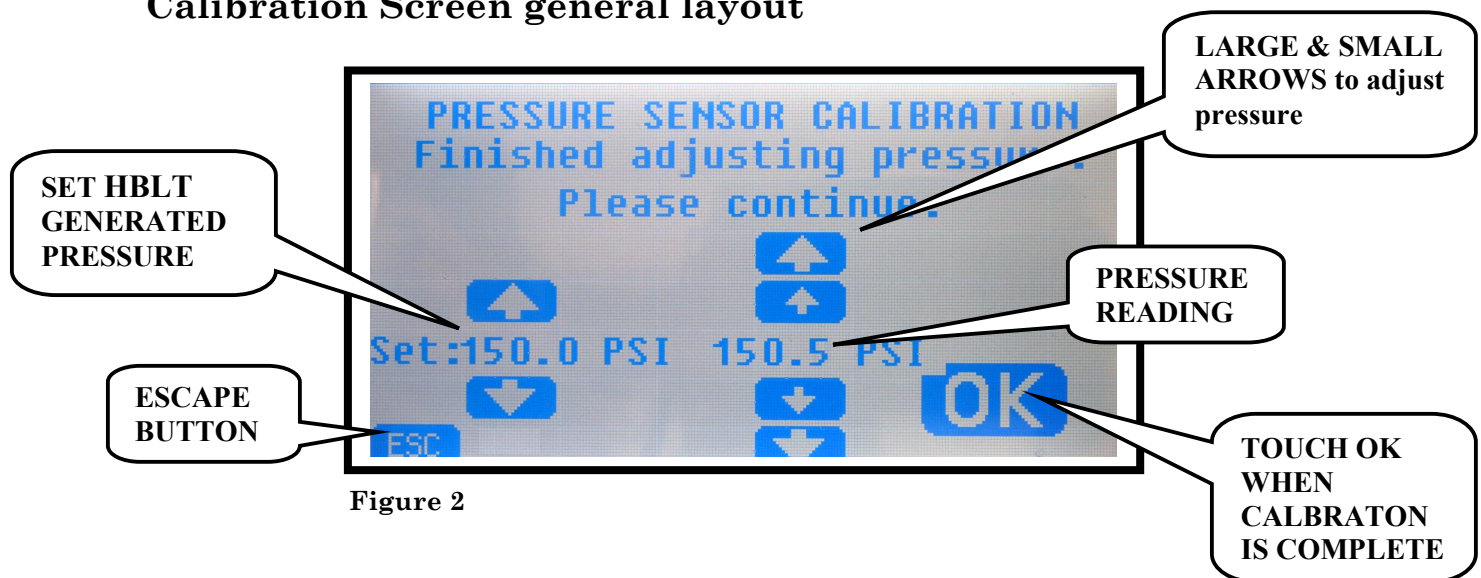 Calibration Screen general layout
LARGE & SMALL
ARROWS to adjust
pressure
PRESSURE SENSOR CALIBRATION
Finished adjusting
Please continue.
SET HBLT
GENERATED
PRESSURE
PRESSURE
READING
Set:150.0 PSI 150.5 PSI
ESCAPE
BUTTON
ESC
OK
TOUCH OK
WHEN
CALBRATON
IS COMPLETE
Figure 2